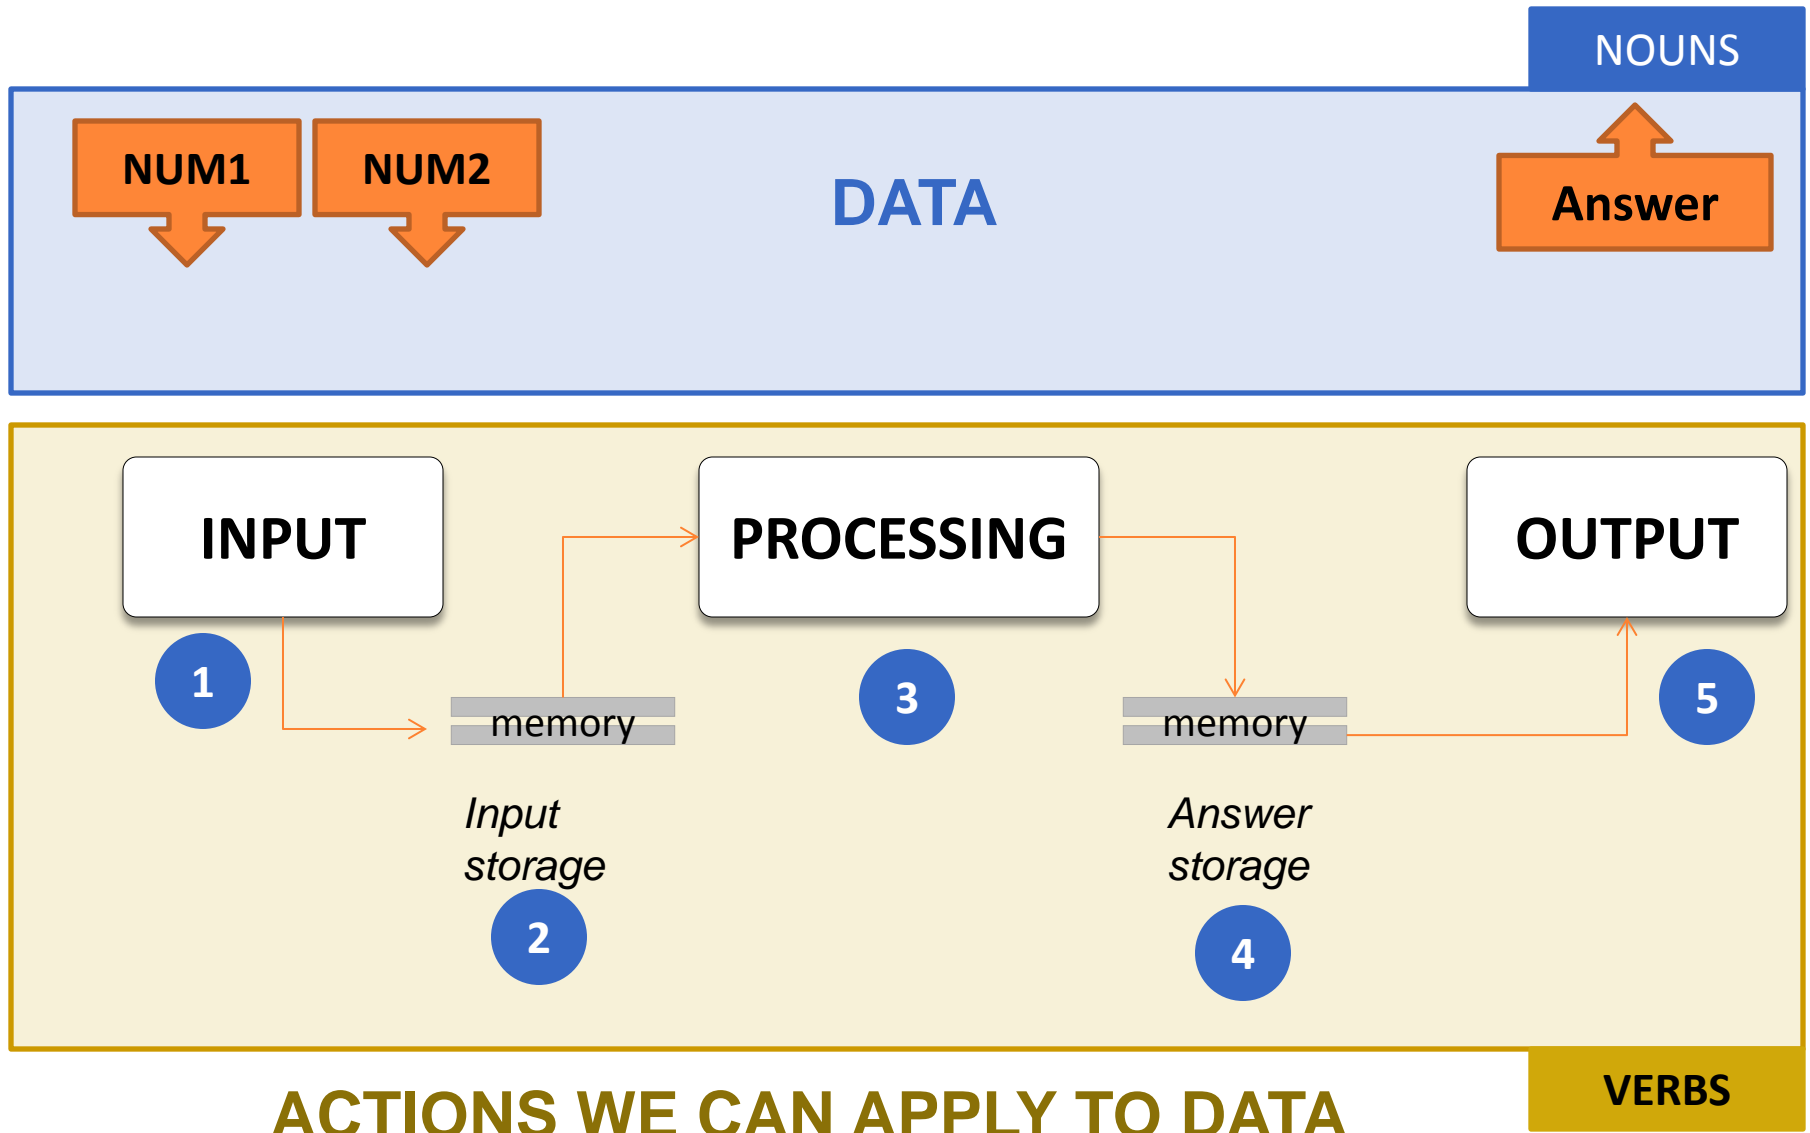 NOUNS
NUM1
NUM2
DATA
Answer
INPUT
PROCESSING
OUTPUT
1
memory
3
memory
5
Input
storage
Answer
storage
2
4
VERBS
ACTIONS WE CAN APPLY TO DATA